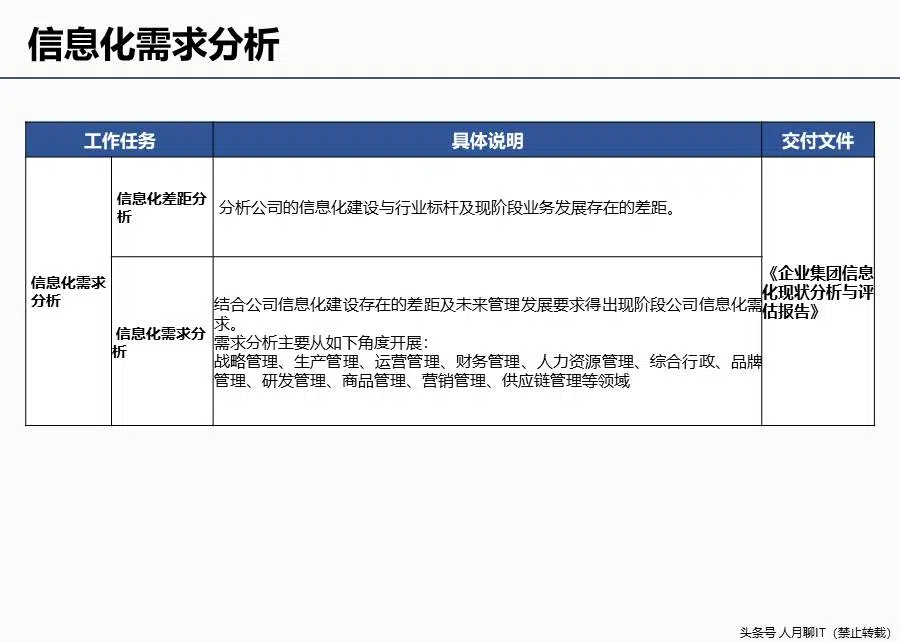 信息化需求分析
工作任务
具体说明
交付文件
信息化需求
分析
信息化差距分
析
分析公司的信息化建设与行业标杆及现阶段业务发展存在的差距。
信息化需求分
析
结合公司信息化建设存在的差距及未来管理发展要求得出现阶段公司信息化需
求。
需求分析主要从如下角度开展：
战略管理、生产管理、运营管理、财务管理、人力资源管理、综合行政、品牌
管理、研发管理、商品管理、营销管理、供应链管理等领域
《企业集团信息
化现状分析与评
估报告》
头条号 人月聊IT（禁止转载）